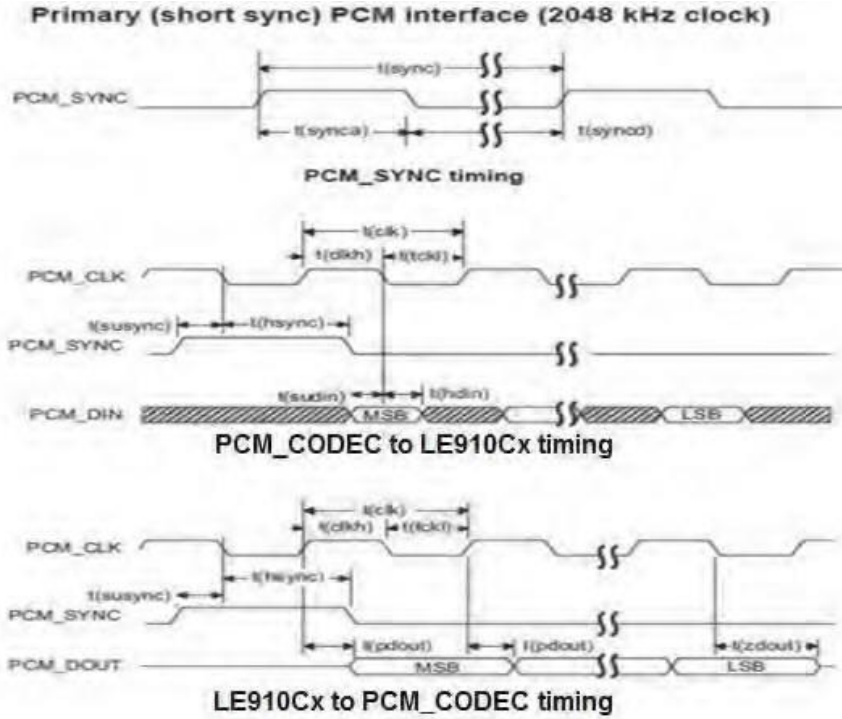 Primary (short sync) PCM interface (2048 kHz clock)
t(sync)
PCM_SYNC
t(synca)
t(syncd)
PCM_SYNC timing
t(clk)
t(clkh) t(tckl)
PCM_CLK
t(susync) t(hsync)
PCM_SYNC
t(sudin) t(hdin)
PCM_DIN MSB LSB
PCM_CODEC to LE910Cx timing
t(clk)
t(clkh) t(tckl)
PCM_CLK
t(hsync)
t(susync)
PCM_SYNC
t(pdout) t(pdout) t(zdout)
PCM_DOUT MSB LSB
LE910Cx to PCM_CODEC timing